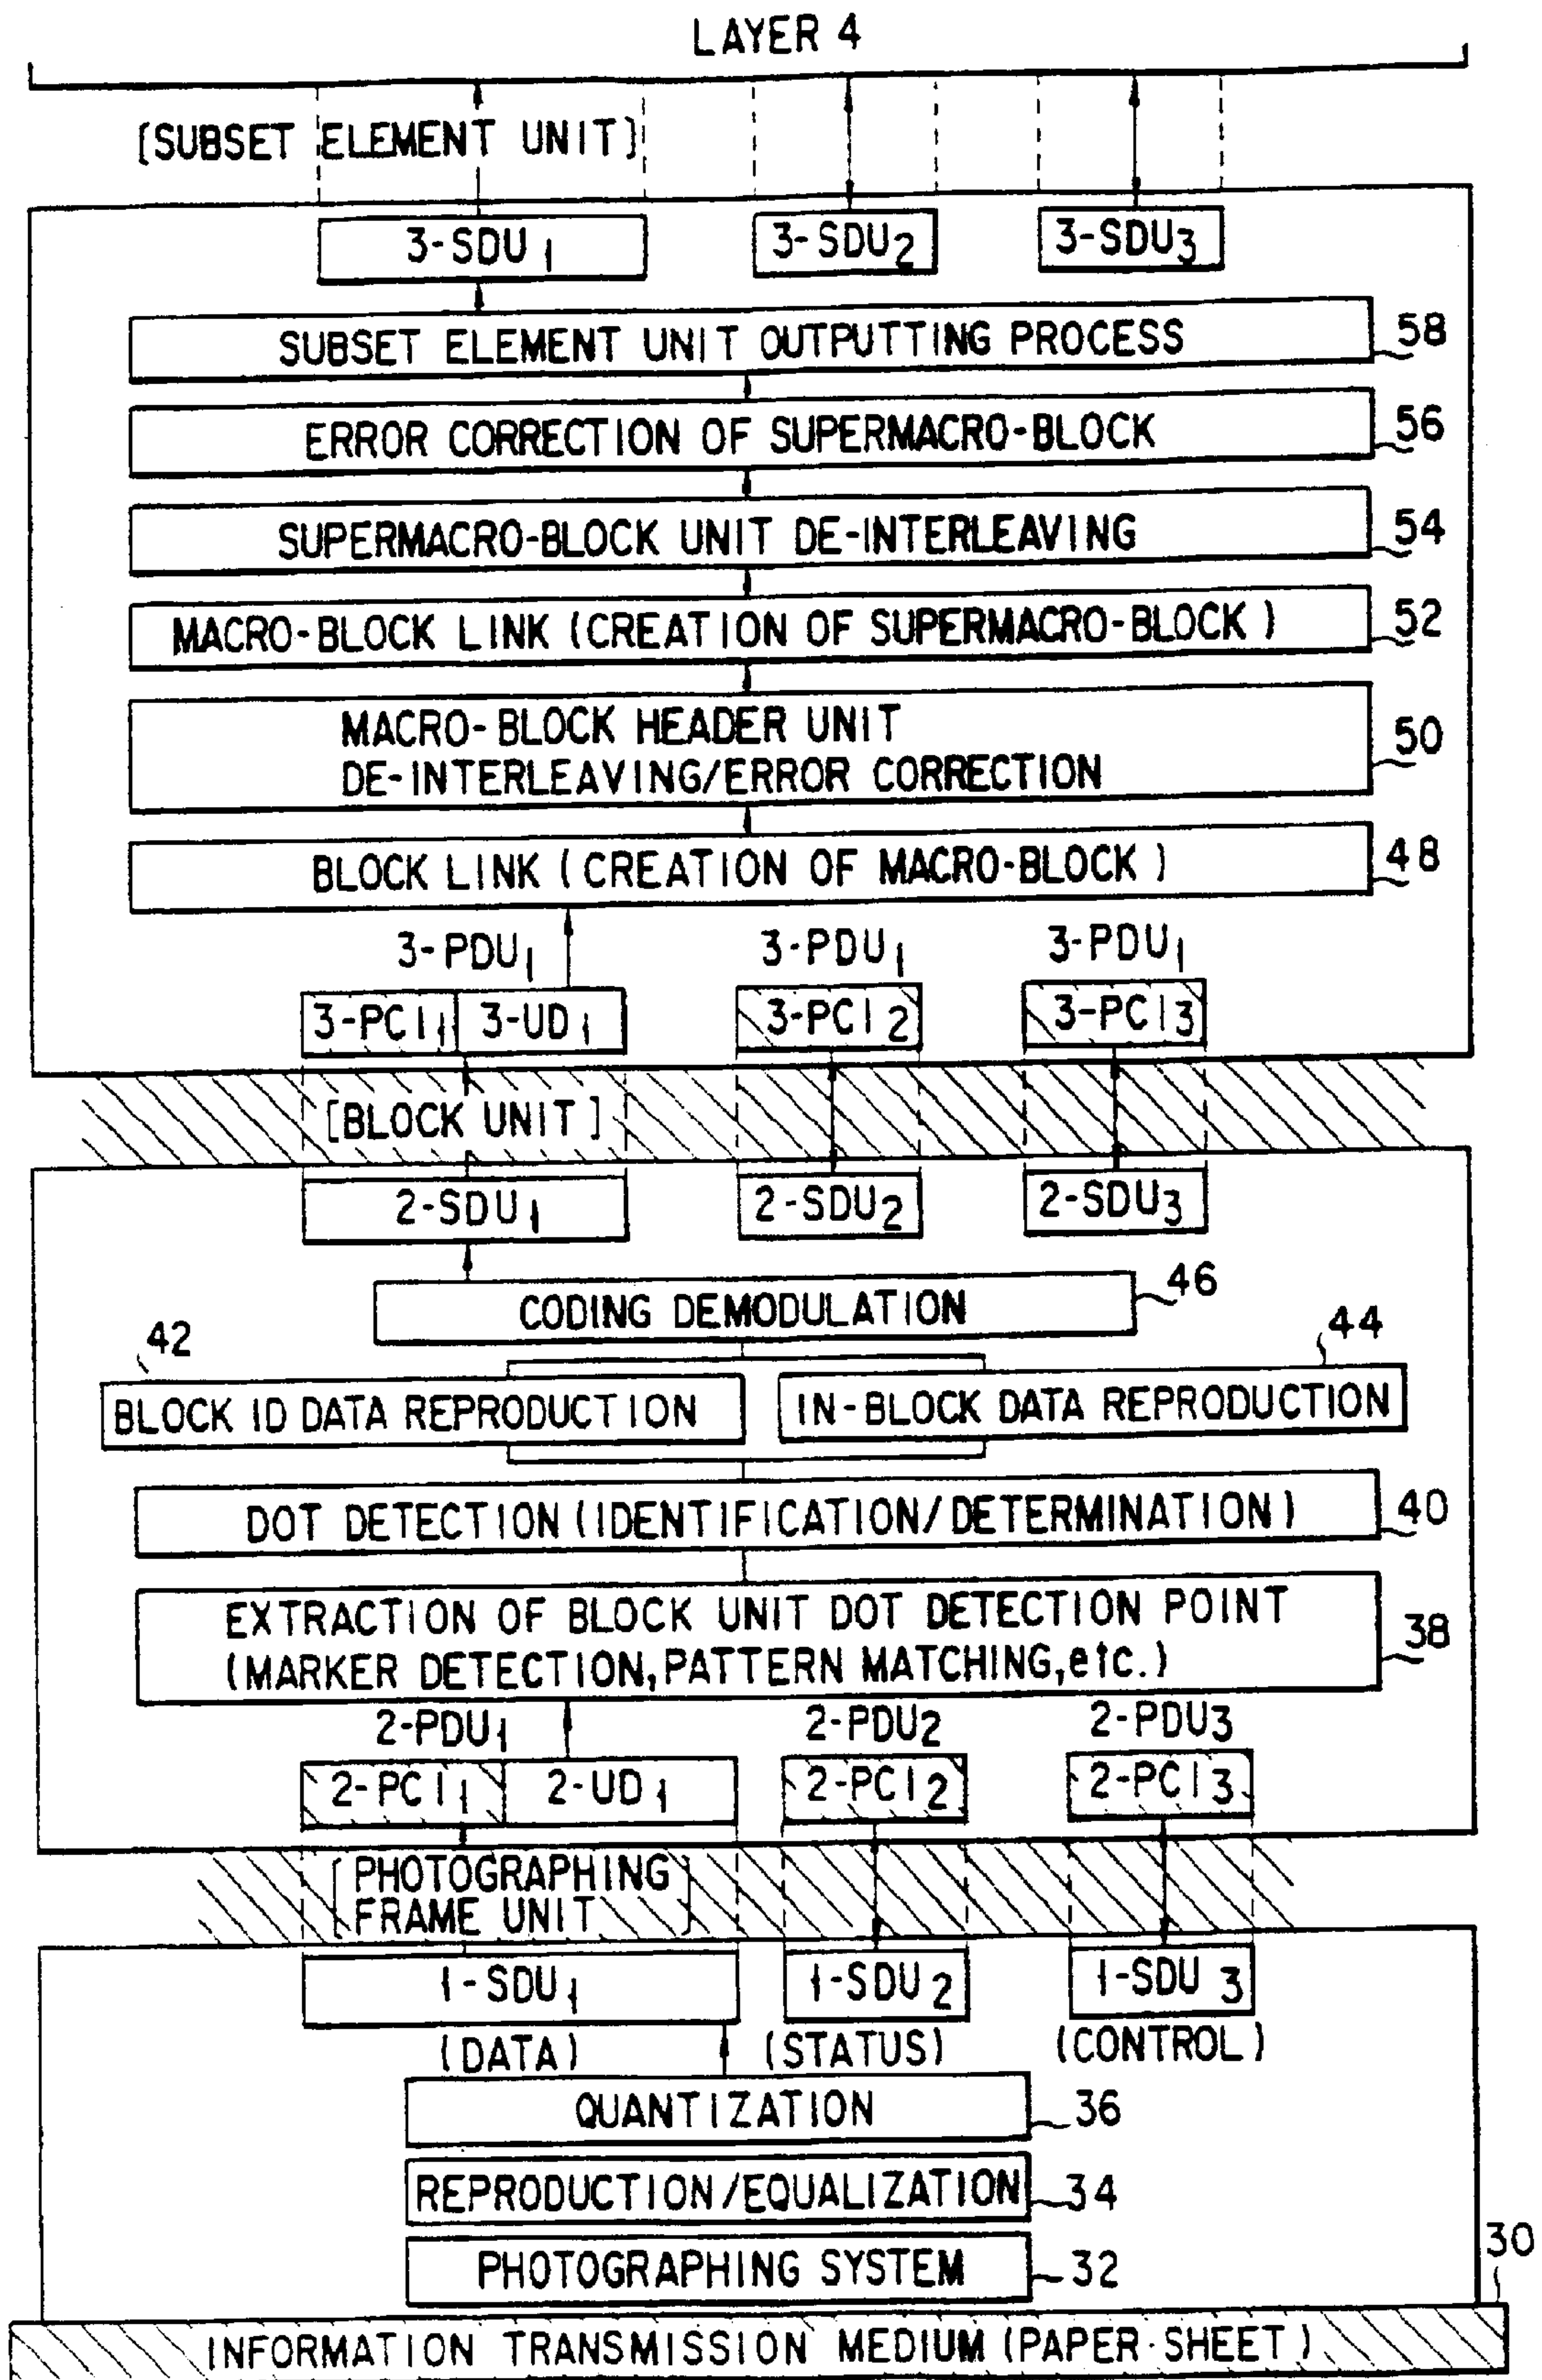 LAYER 4
[SUBSET ELEMENT UNIT]
3-SDU1 3-SDU2 3-SDU3
SUBSET ELEMENT UNIT OUTPUTTING PROCESS 58
ERROR CORRECTION OF SUPERMACRO-BLOCK 56
SUPERMACRO-BLOCK UNIT DE-INTERLEAVING 54
MACRO-BLOCK LINK (CREATION OF SUPERMACRO-BLOCK) 52
MACRO-BLOCK HEADER UNIT
DE-INTERLEAVING/ERROR CORRECTION 50
BLOCK LINK (CREATION OF MACRO-BLOCK) 48
3-PDU1 3-PDU1 3-PDU1
3-PCI1 3-UD1 3-PCI2 3-PCI3
[BLOCK UNIT]
2-SDU1 2-SDU2 2-SDU3
CODING DEMODULATION 46
42 44
BLOCK ID DATA REPRODUCTION IN-BLOCK DATA REPRODUCTION
DOT DETECTION (IDENTIFICATION/DETERMINATION) 40
EXTRACTION OF BLOCK UNIT DOT DETECTION POINT
(MARKER DETECTION, PATTERN MATCHING, etc.) 38
2-PDU1 2-PDU2 2-PDU3
2-PCI1 2-UD1 2-PCI2 2-PCI3
[PHOTOGRAPHING
FRAME UNIT]
1-SDU1 1-SDU2 1-SDU3
(DATA) (STATUS) (CONTROL)
QUANTIZATION 36
REPRODUCTION/EQUALIZATION 34
PHOTOGRAPHING SYSTEM 32
30
INFORMATION TRANSMISSION MEDIUM (PAPER·SHEET)